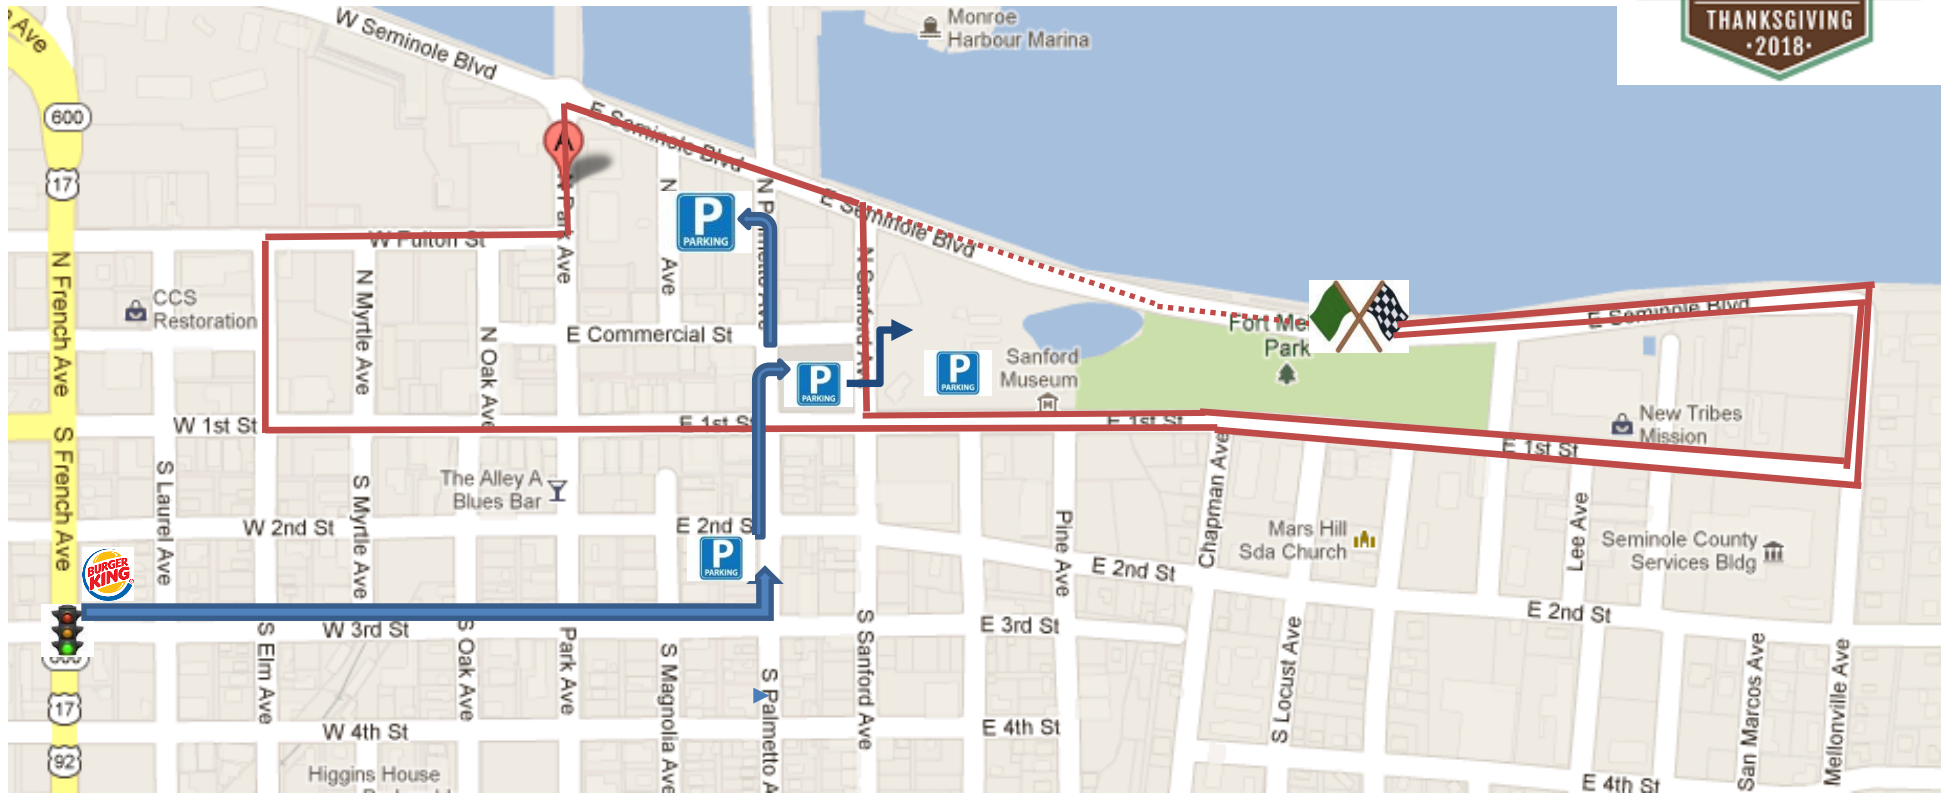 Ave
W Seminole Blvd
Monroe
Harbour Marina
THANKSGIVING
·2018·
600
17
E Seminole Blvd
A
N Park Ave
N
Ave
P
PARKING
N Palmetto Ave
E Seminole Blvd
N Sanford Ave
W Fulton St
N French Ave
CCS
Restoration
N Myrtle Ave
N Oak Ave
E Commercial St
P
PARKING
P
PARKING
Sanford
Museum
Fort Me
Park
E Seminole Blvd
New Tribes
Mission
W 1st St
E 1st St
E 1st St
E 1st St
S French Ave
S Laurel Ave
S Myrtle Ave
The Alley A
Blues Bar
W 2nd St
E 2nd S
P
PARKING
Pine Ave
Chapman Ave
E 2nd St
Mars Hill
Sda Church
Lee Ave
Seminole County
Services Bldg
E 2nd St
BURGER
KING
S Elm Ave
W 3rd St
S Oak Ave
Park Ave
S Magnolia Ave
S Palmetto A
S Sanford Ave
E 3rd St
S Locust Ave
San Marcos Ave
Mellonville Ave
17
92
W 4th St
E 4th St
E 4th St
Higgins House